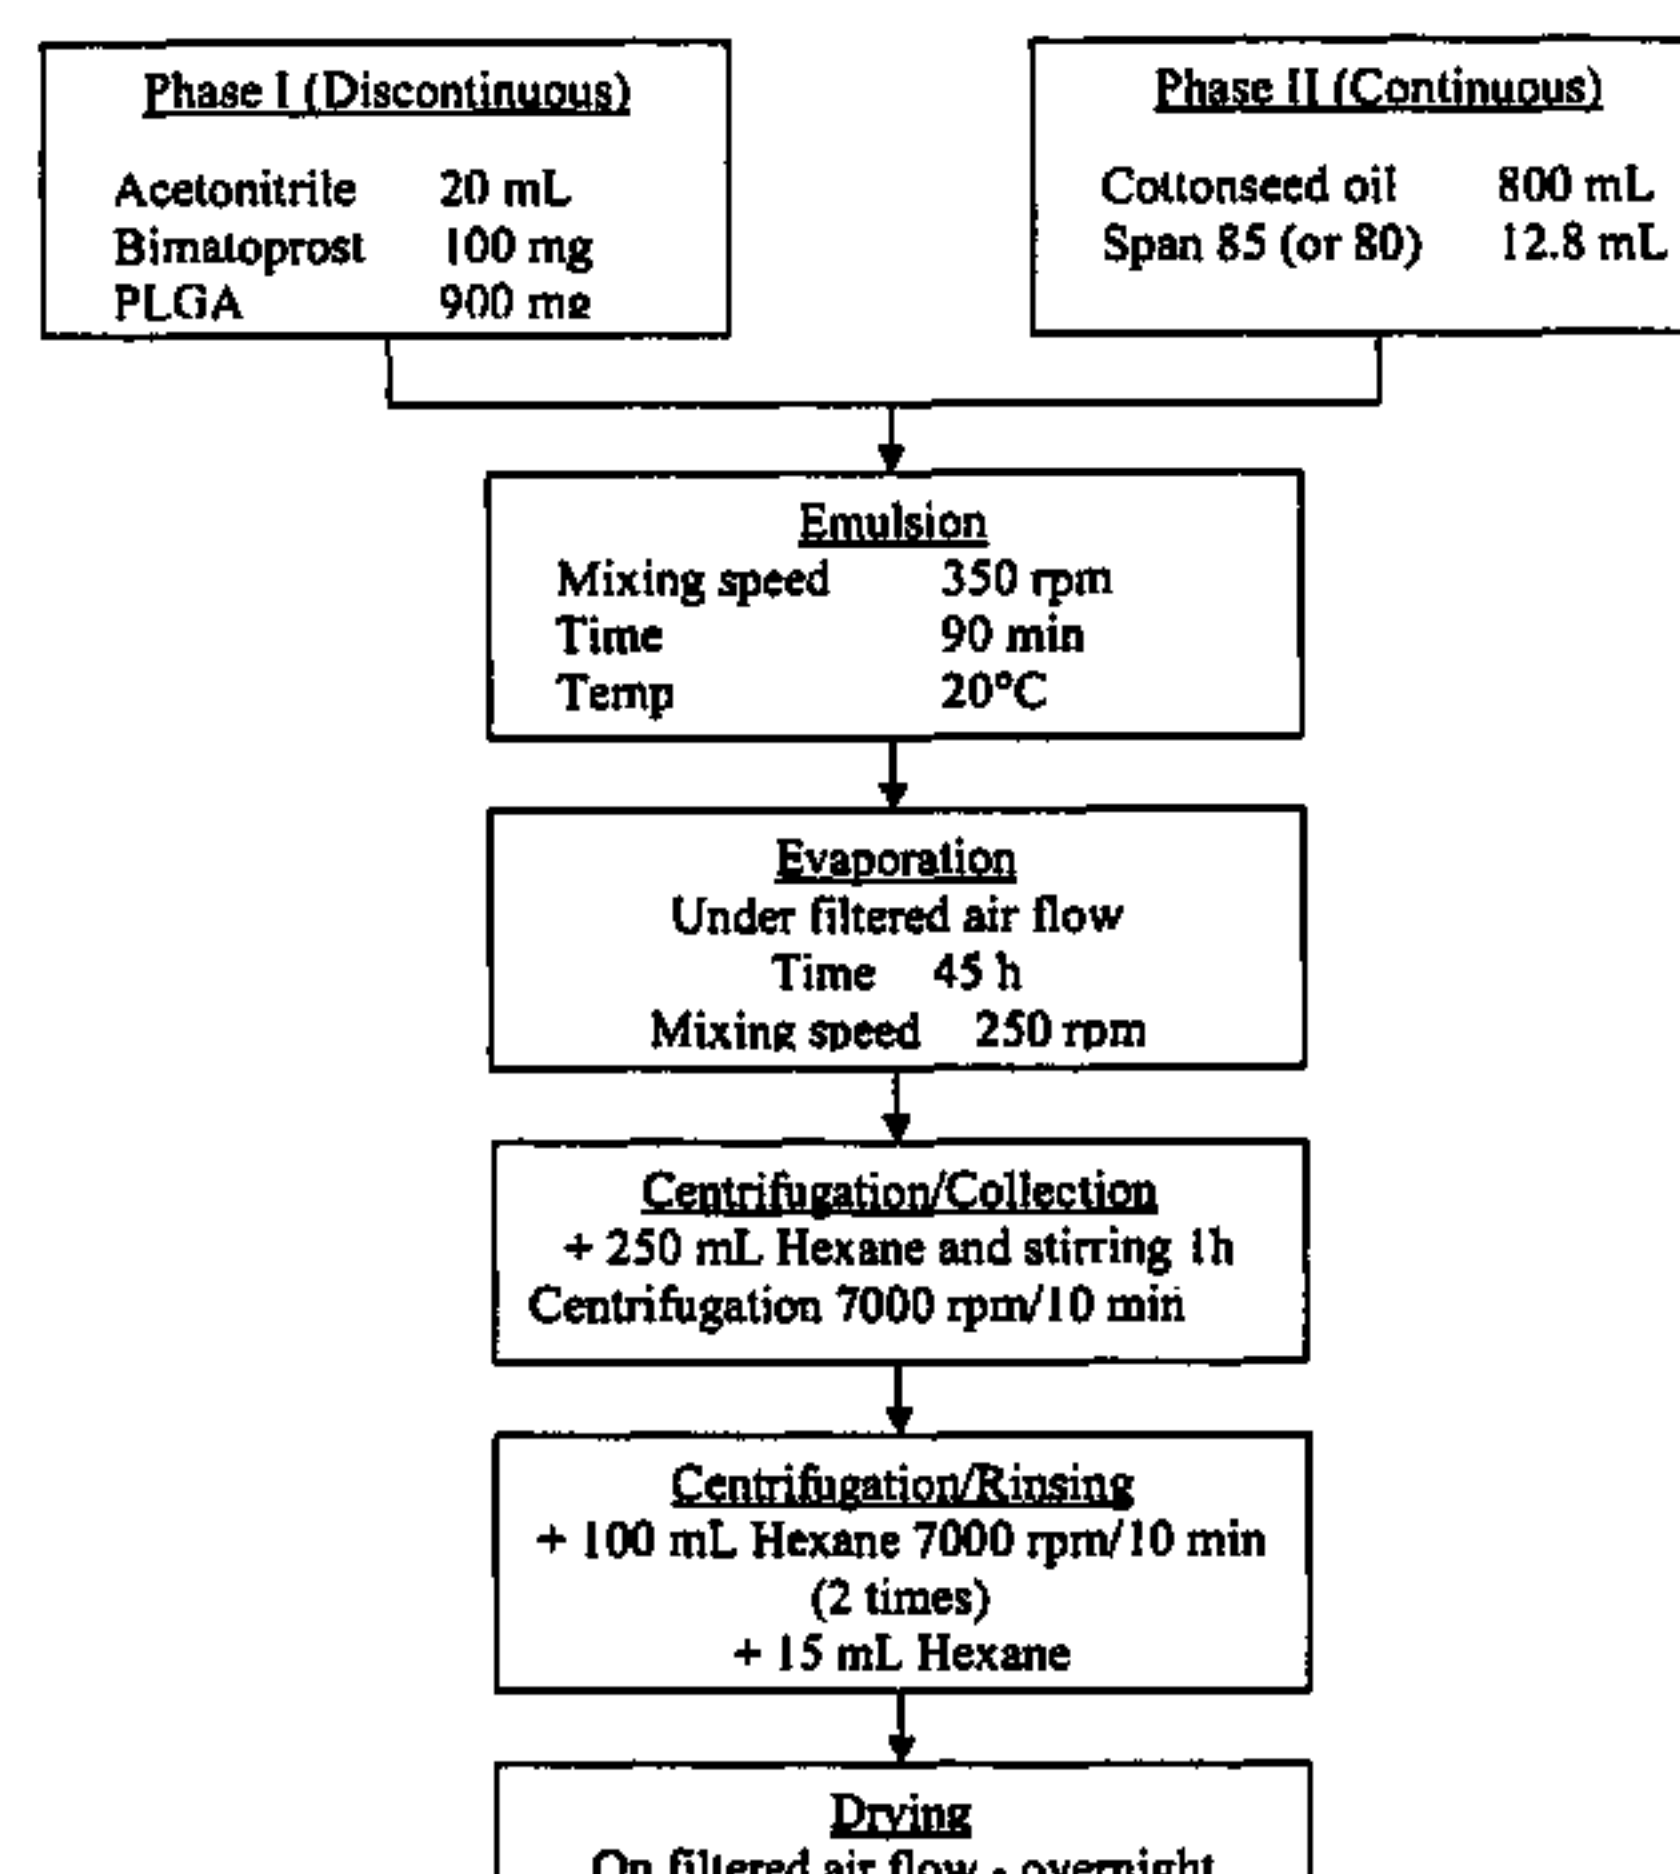 Phase I (Discontinuous)
Acetonitrile 20 mL
Bimatoprost 100 mg
PLGA 900 mg
Phase II (Continuous)
Cottonseed oil 800 mL
Span 85 (or 80) 12.8 mL
Emulsion
Mixing speed 350 rpm
Time 90 min
Temp 20°C
Evaporation
Under filtered air flow
Time 45 h
Mixing speed 250 rpm
Centrifugation/Collection
+ 250 mL Hexane and stirring 1h
Centrifugation 7000 rpm/10 min
Centrifugation/Rinsing
+ 100 mL Hexane 7000 rpm/10 min
(2 times)
+ 15 mL Hexane
Drying
On filtered air flow - overnight